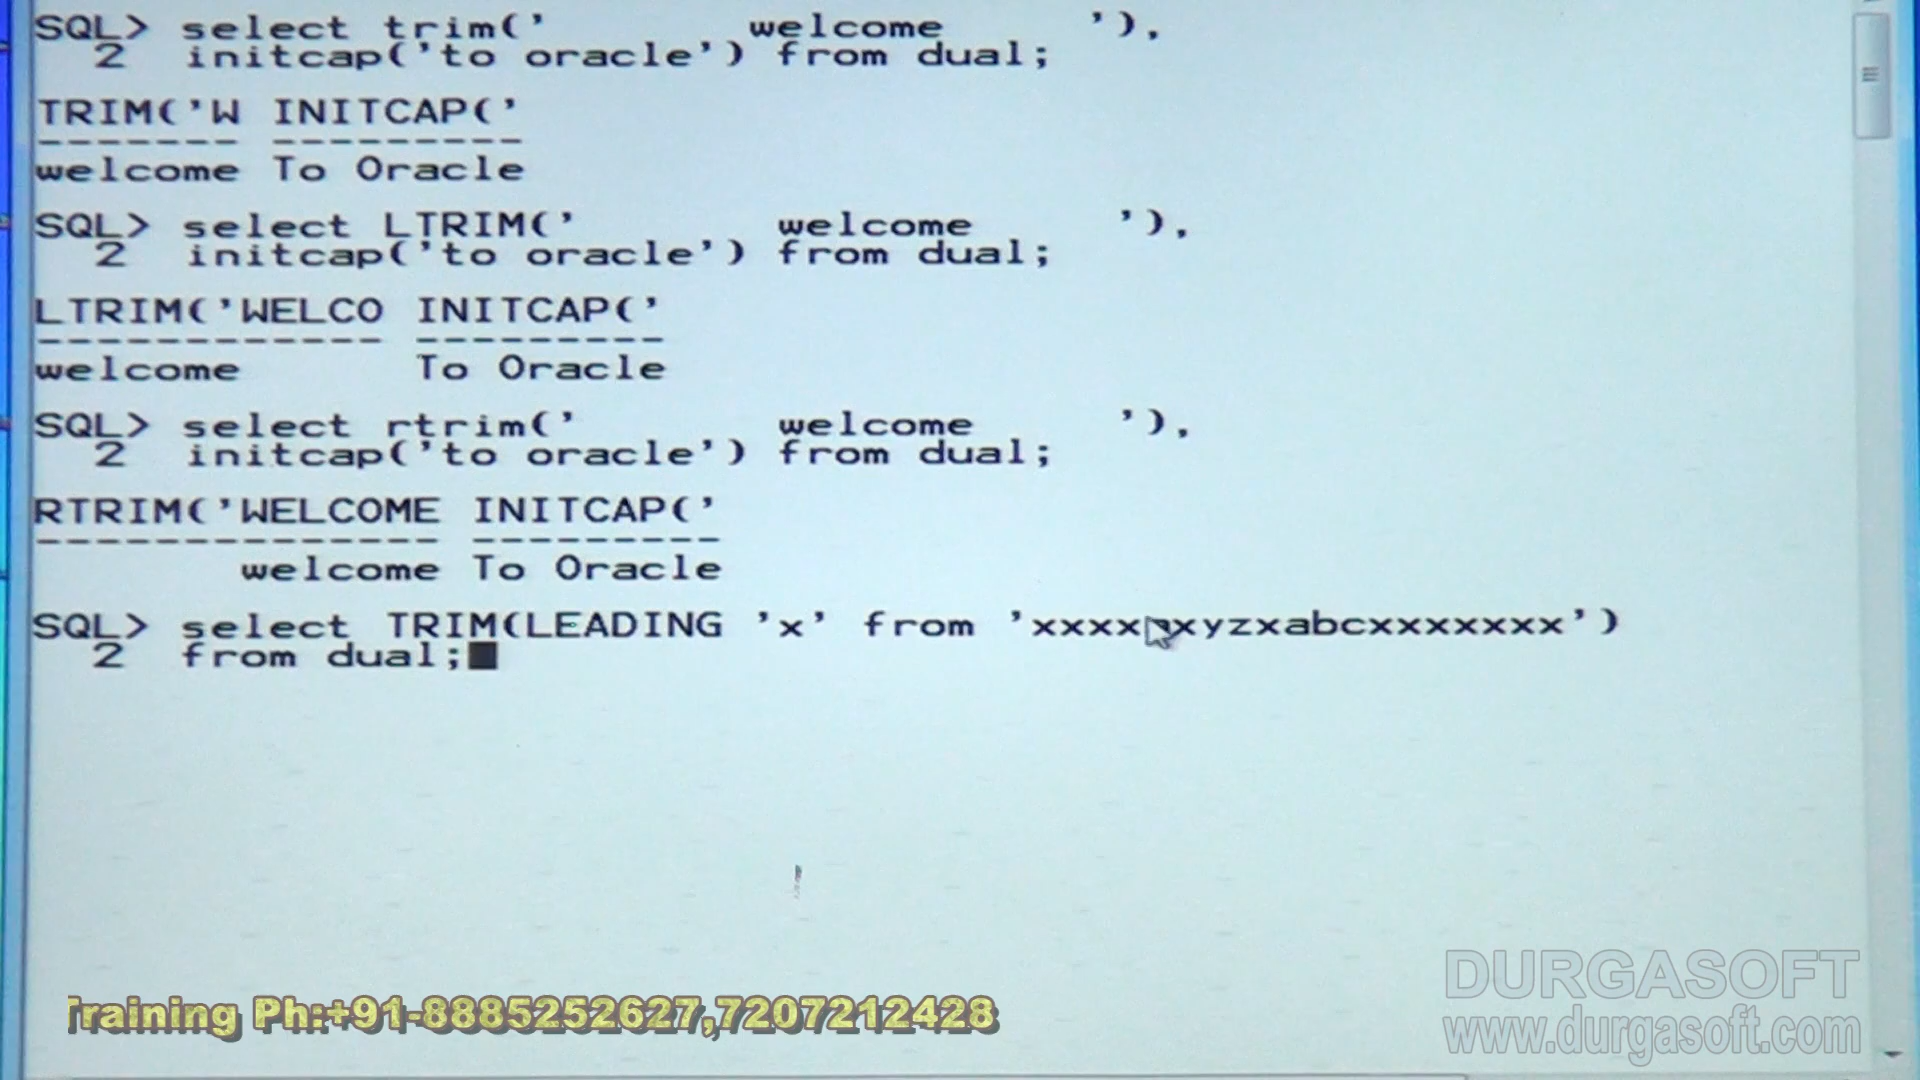 SQL> select trim('       welcome     '),
  2  initcap('to oracle') from dual;
TRIM('W INITCAP('
------- ---------
welcome To Oracle
SQL> select LTRIM('       welcome     '),
  2  initcap('to oracle') from dual;
LTRIM('WELCO INITCAP('
------------ ---------
welcome      To Oracle
SQL> select rtrim('       welcome     '),
  2  initcap('to oracle') from dual;
RTRIM('WELCOME INITCAP('
-------------- ---------
       welcome To Oracle
SQL> select TRIM(LEADING 'x' from
  2  from dual;
Training Ph:+91-8885252627,7207212428
DURGASOFT
www.durgasoft.com